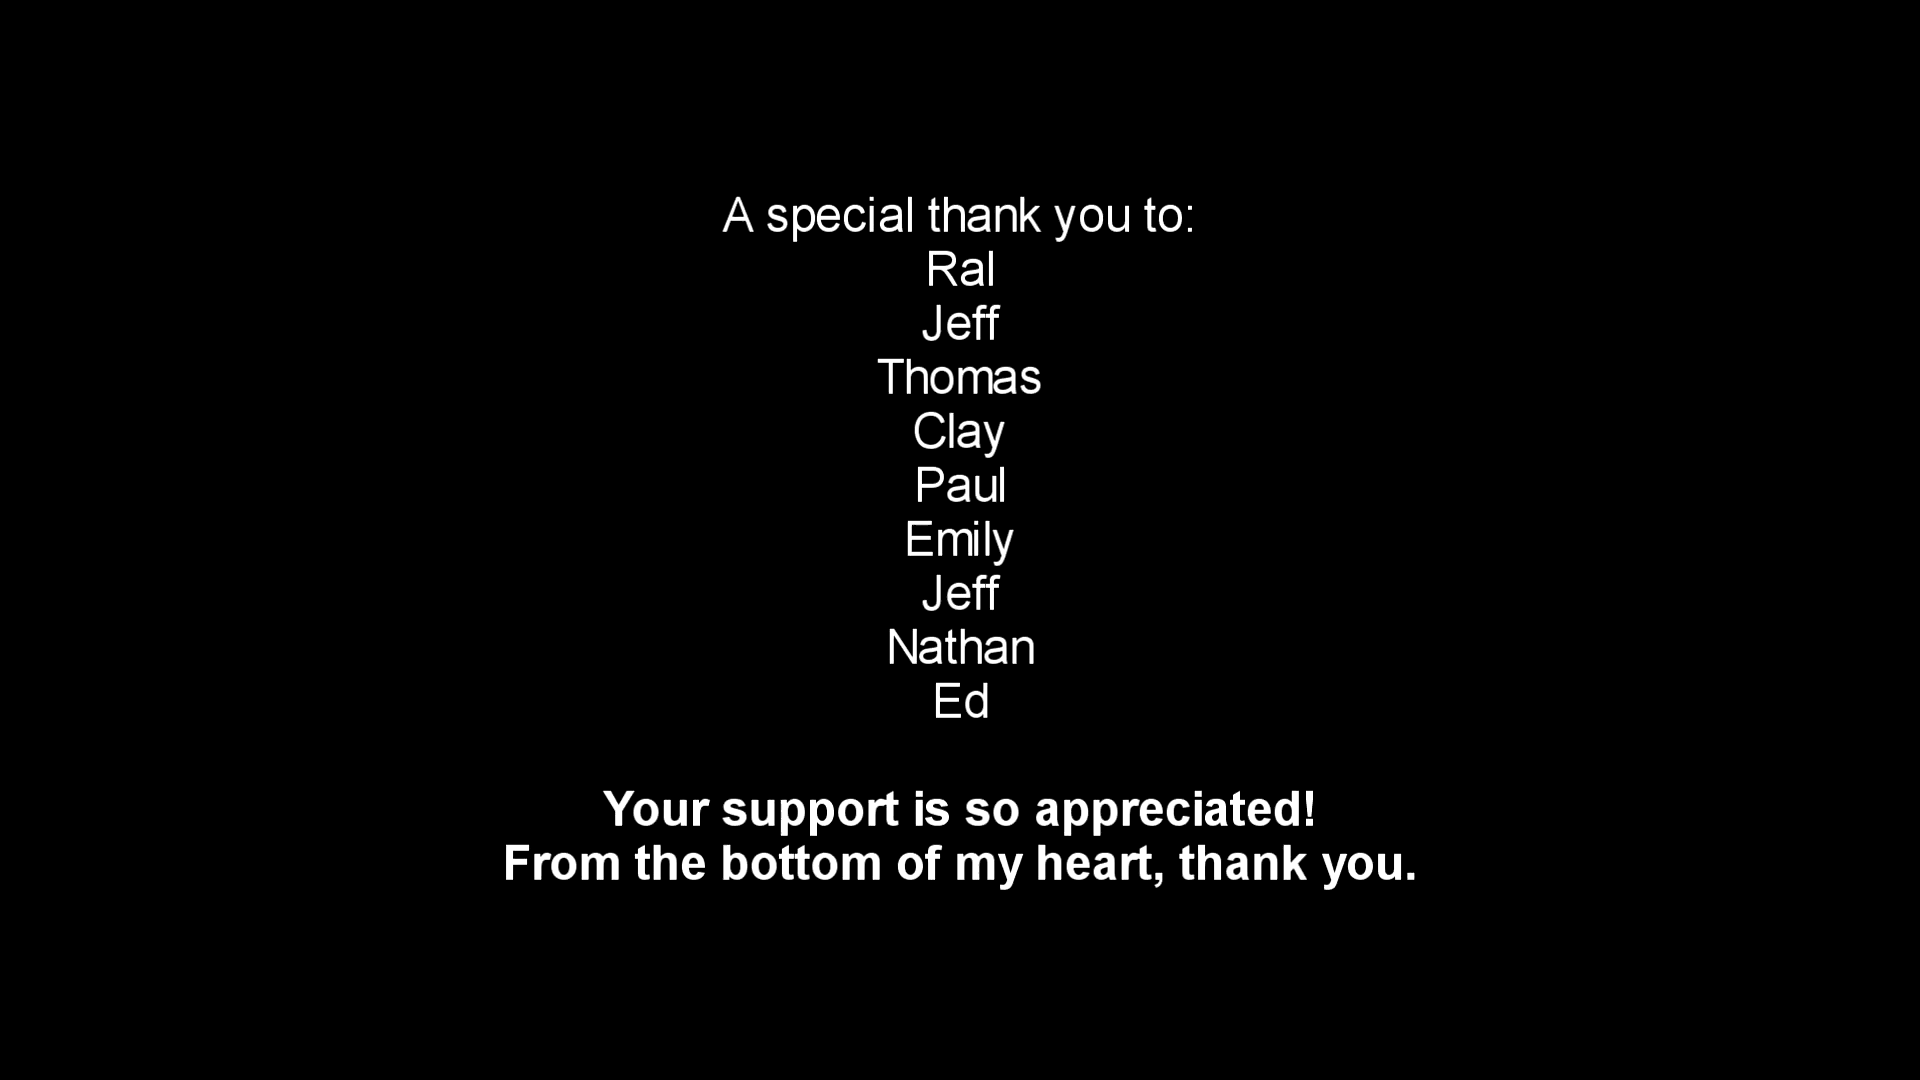 A special thank you to:
Ral
Jeff
Thomas
Clay
Paul
Emily
Jeff
Nathan
Ed
Your support is so appreciated!
From the bottom of my heart, thank you.